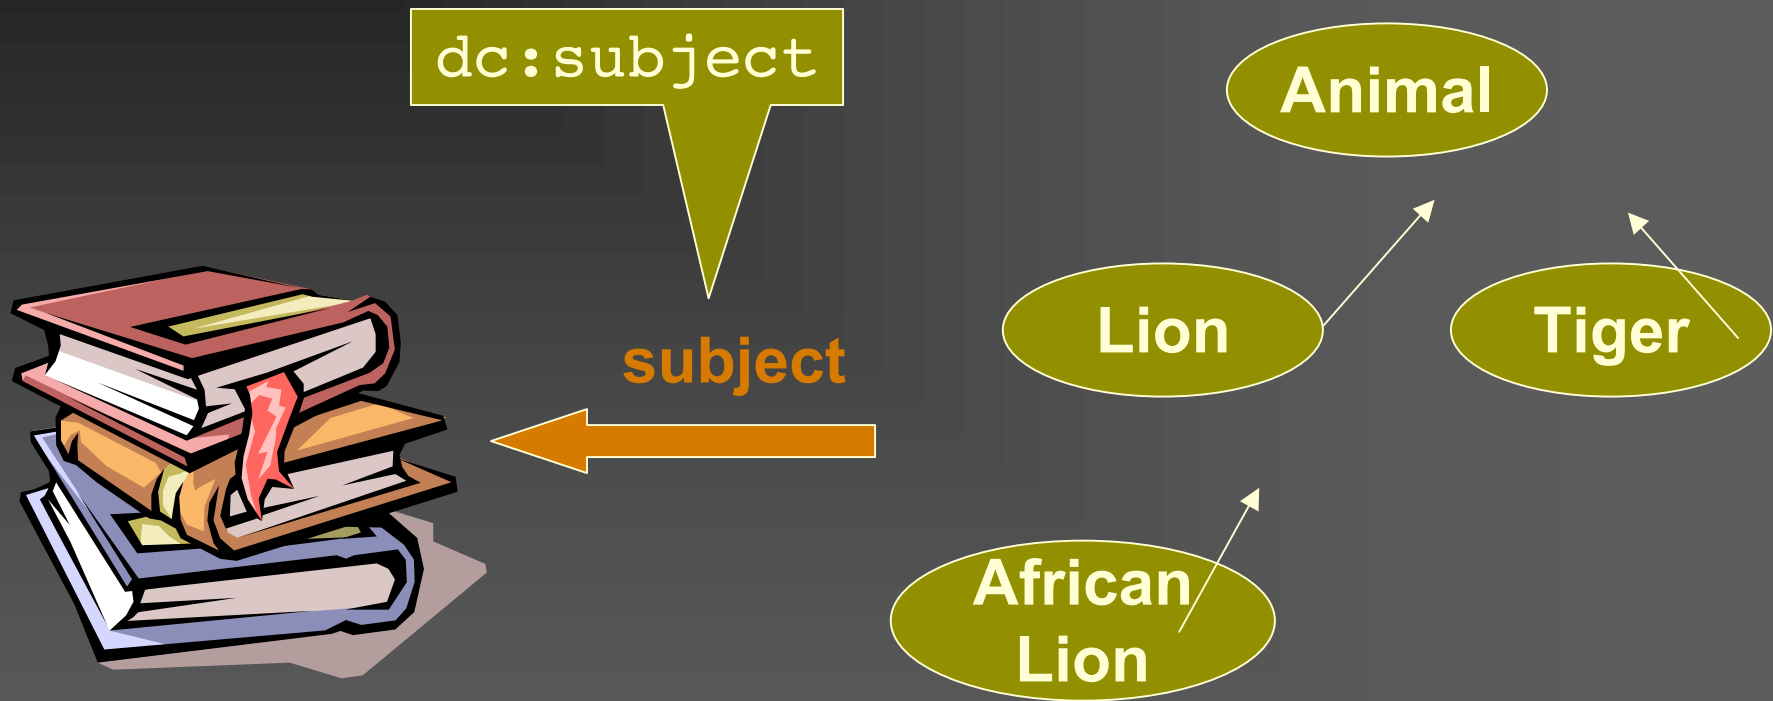 dc:subject
Animal
Lion
Tiger
subject
African
Lion